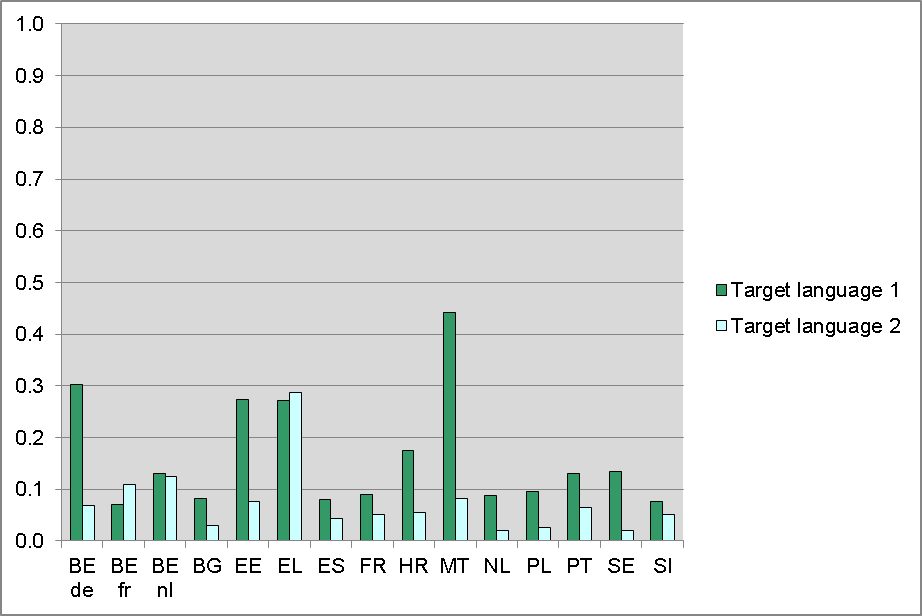 1.0
0.9
0.8
0.7
0.6
0.5
0.4
0.3
0.2
0.1
0.0
BE BE BE BG EE EL ES FR HR MT NL PL PT SE SI
de fr nl
Target language 1
Target language 2